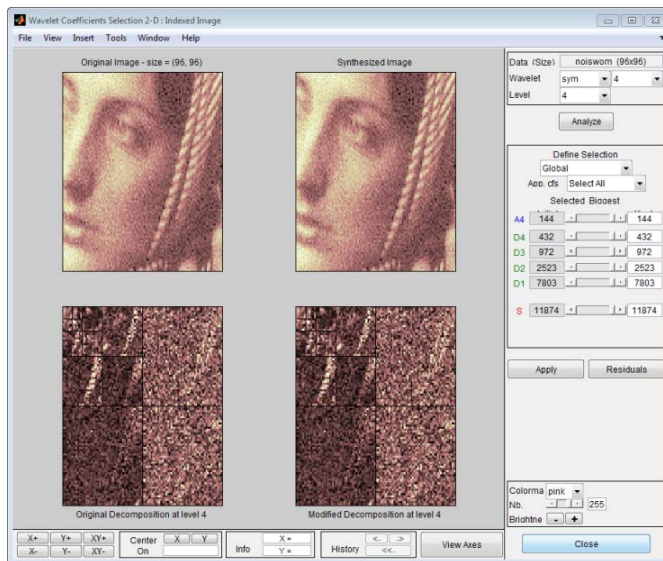 Wavelet Coefficients Selection 2-D : Indexed Image
File View Insert Tools Window Help
Original Image - size = (96, 96)
Synthesized Image
Original Decomposition at level 4
Modified Decomposition at level 4
Data (Size) noiswom (96x96)
Wavelet sym 4
Level 4
Analyze
Define Selection
Global
App. cfs Select All
Selected Biggest
A4 144 144
D4 432 432
D3 972 972
D2 2523 2523
D1 7803 7803
S 11874 11874
Apply Residuals
Colorma pink
Nb. 255
Brightne - +
X+ Y+ XY+
X- Y- XY-
Center On X Y
Info X = Y =
History <- -> <<-
View Axes
Close